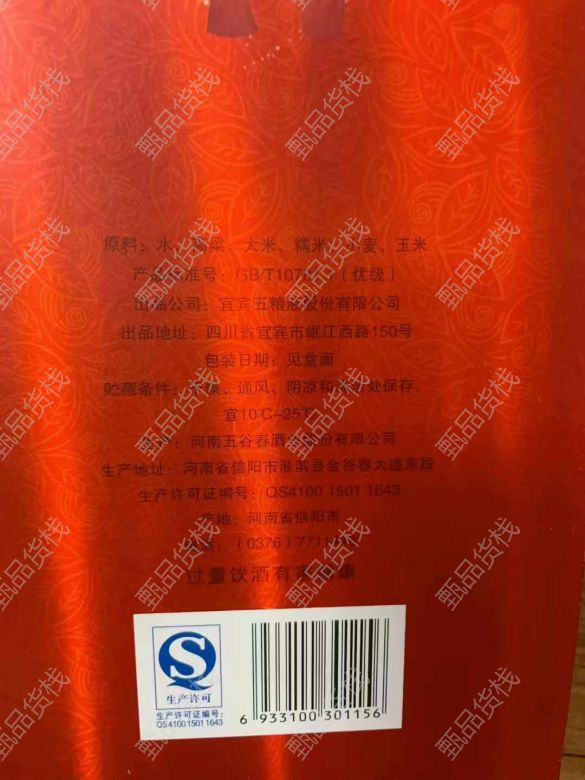 原料：水、高粱、大米、糯米、小麦、玉米
产品标准号：GB/T1078（优级）
出品公司：宜宾五粮液股份有限公司
出品地址：四川省宜宾市岷江西路150号
包装日期：见盒面
贮藏条件：干燥、通风、阴凉和清洁处保存，
宜10℃-25℃
生产：河南五谷春酒业股份有限公司
生产地址：河南省信阳市淮滨县金谷春大道东段
生产许可证编号：QS4100 1501 1643
产地：河南省信阳市
(0376) 771
过量饮酒有害健康
生产许可
生产许可证编号：
QS4100 1501 1643
6 933100 301156
甄品货栈